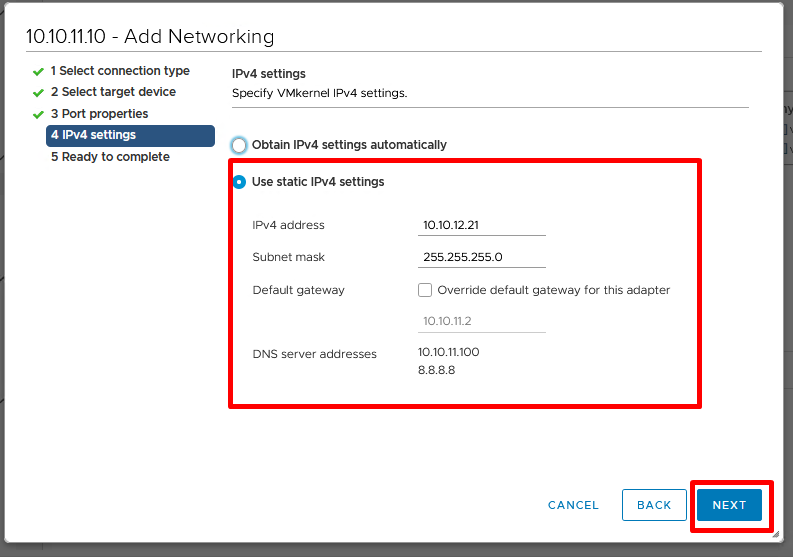 10.10.11.10 - Add Networking
1 Select connection type
2 Select target device
3 Port properties
4 IPv4 settings
5 Ready to complete
IPv4 settings
Specify VMkernel IPv4 settings.
Obtain IPv4 settings automatically
Use static IPv4 settings
IPv4 address 10.10.12.21
Subnet mask 255.255.255.0
Default gateway Override default gateway for this adapter
10.10.11.2
DNS server addresses 10.10.11.100
8.8.8.8
CANCEL BACK NEXT